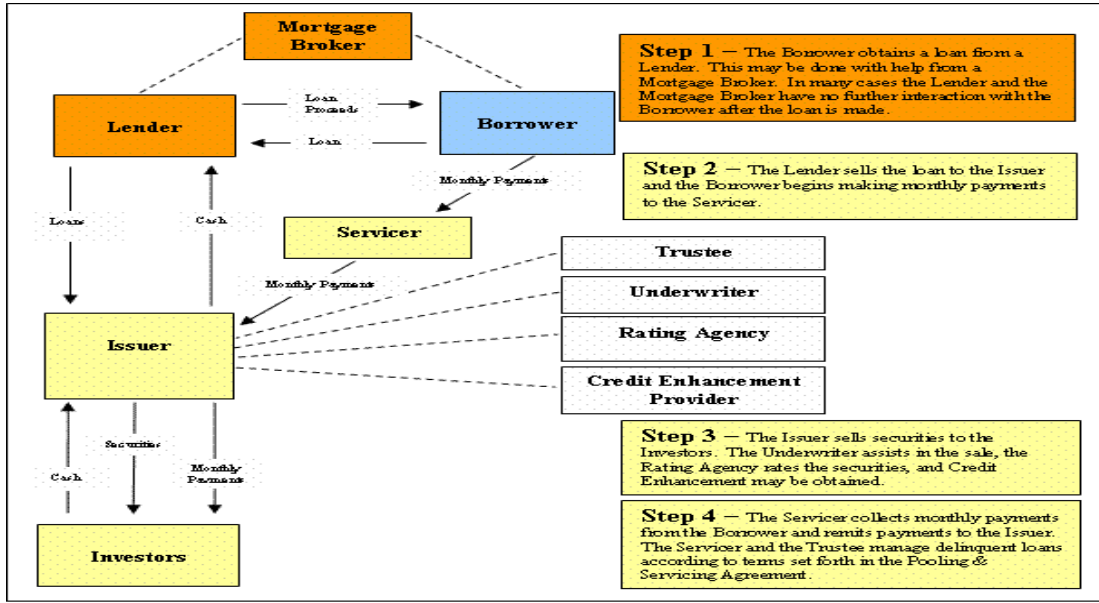 Mortgage
Broker
Step 1 – The Borrower obtains a loan from a
Lender. This may be done with help from a
Mortgage Broker. In many cases the Lender and the
Mortgage Broker have no further interaction with the
Borrower after the loan is made.
Loan
Proceeds
Lender
Borrower
Loan
Step 2 – The Lender sells the loan to the Issuer
and the Borrower begins making monthly payments
to the Servicer.
Monthly Payments
Loans
Cash
Servicer
Trustee
Monthly Payments
Underwriter
Issuer
Rating Agency
Credit Enhancement
Provider
Step 3 – The Issuer sells securities to the
Investors. The Underwriter assists in the sale, the
Rating Agency rates the securities, and Credit
Enhancement may be obtained.
Securities
Cash
Monthly
Payments
Step 4 – The Servicer collects monthly payments
from the Borrower and remits payments to the Issuer.
The Servicer and the Trustee manage delinquent loans
according to terms set forth in the Pooling &
Servicing Agreement.
Investors